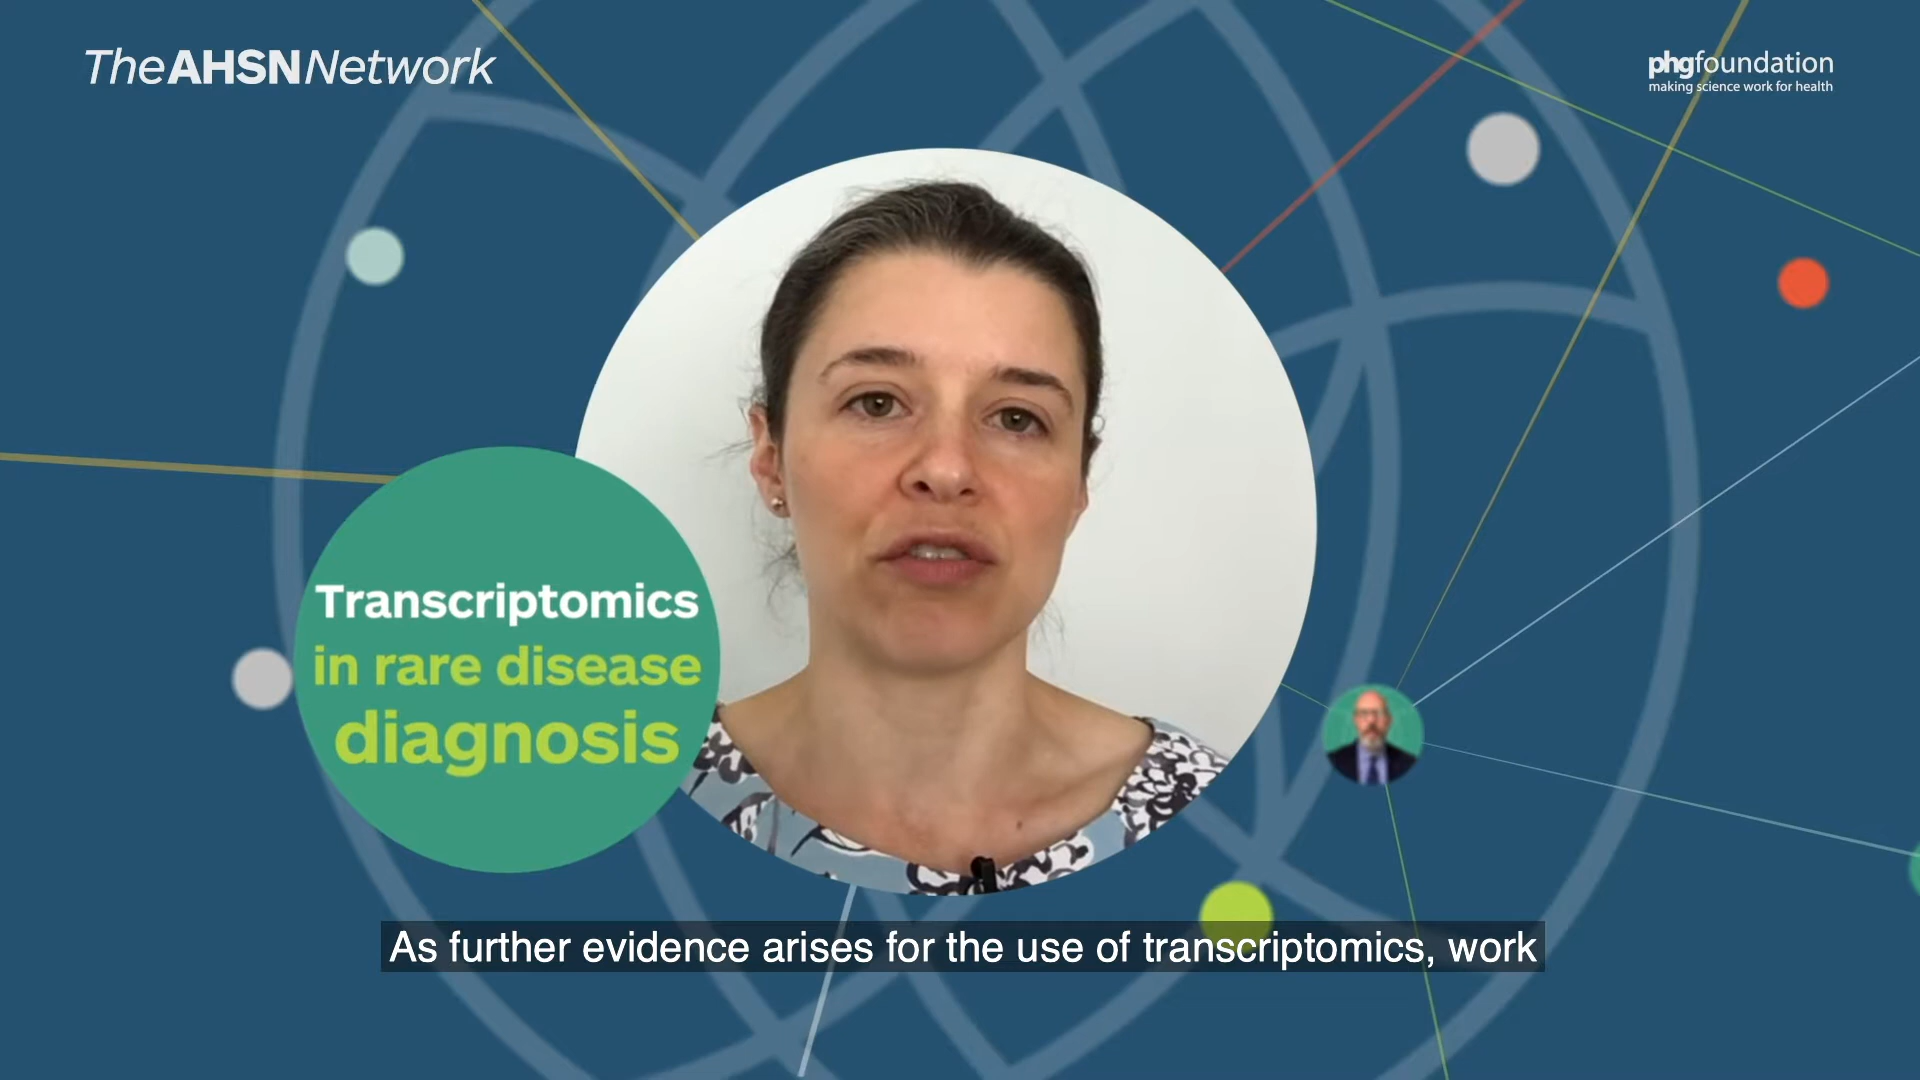 TheAHSNNetwork
phgfoundation
making science work for health
Transcriptomics
in rare disease
diagnosis
As further evidence arises for the use of transcriptomics, work